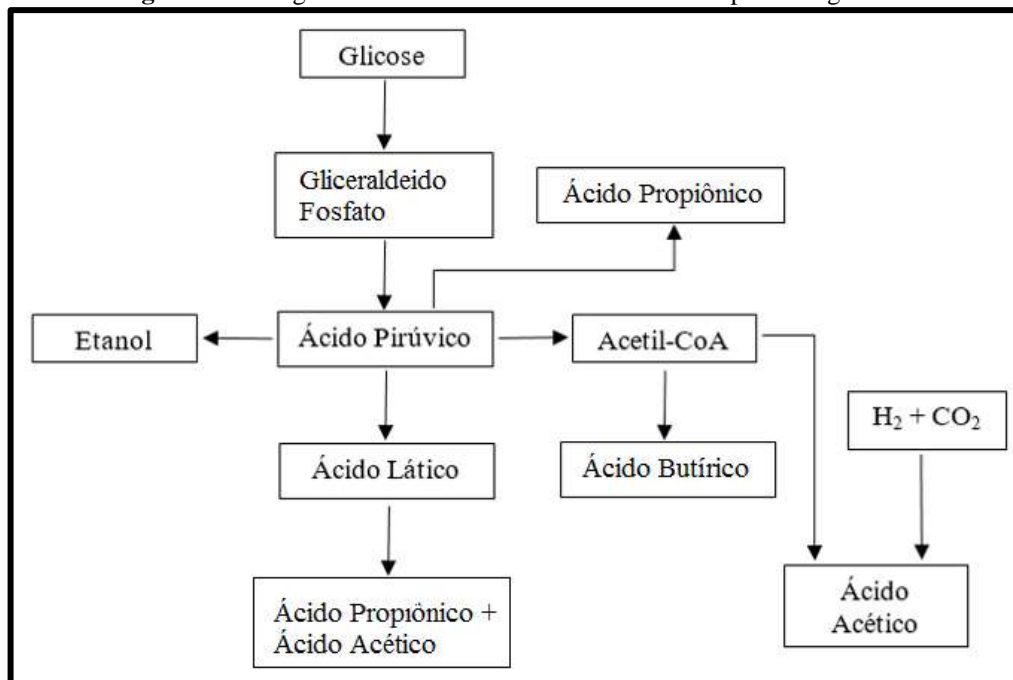 Glicose
Gliceraldeido
Fosfato
Ácido Propiônico
Etanol
Ácido Pirúvico
Acetil-CoA
H₂ + CO₂
Ácido Lático
Ácido Butírico
Ácido Propiônico +
Ácido Acético
Ácido
Acético